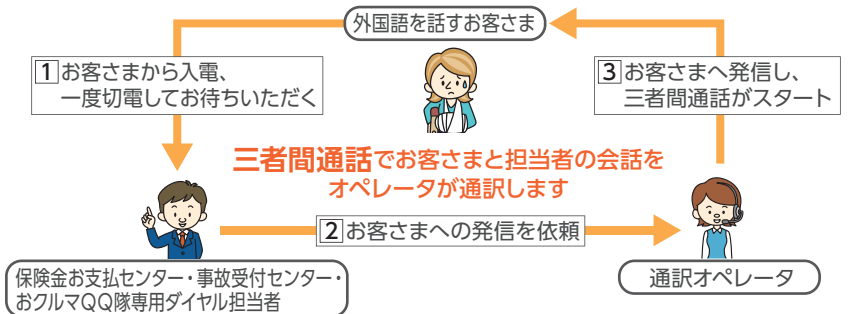 外国語を話すお客さま
1 お客さまから入電、
一度切電してお待ちいただく
3 お客さまへ発信し、
三者間通話がスタート
三者間通話でお客さまと担当者の会話を
オペレータが通訳します
2 お客さまへの発信を依頼
保険金お支払センター・事故受付センター・
おクルマQQ隊専用ダイヤル担当者
通訳オペレータ